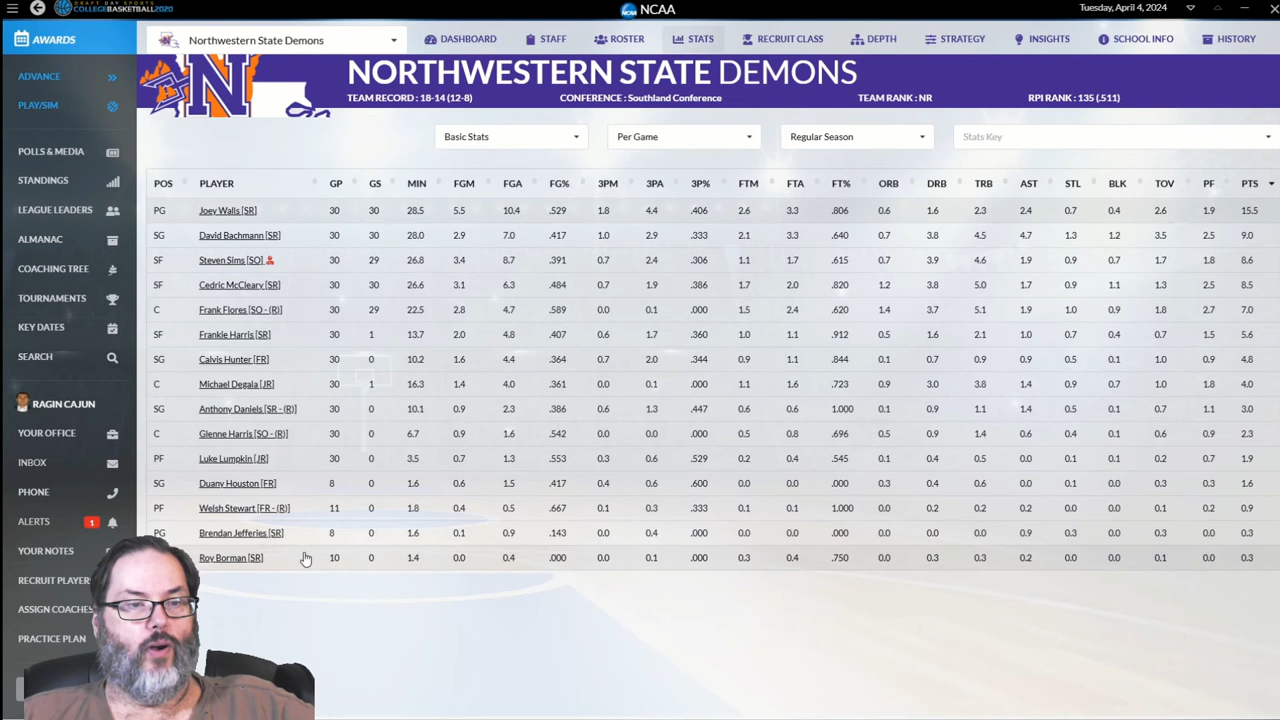 DRAFT DAY SPORTS
COLLEGE BASKETBALL 2020
NCAA
Tuesday, April 4, 2024
AWARDS
Northwestern State Demons
DASHBOARD STAFF ROSTER STATS RECRUIT CLASS DEPTH STRATEGY INSIGHTS SCHOOL INFO HISTORY
ADVANCE
PLAY/SIM
POLLS & MEDIA
STANDINGS
LEAGUE LEADERS
ALMANAC
COACHING TREE
TOURNAMENTS
KEY DATES
SEARCH
RAGIN CAJUN
YOUR OFFICE
INBOX
PHONE
ALERTS 1
YOUR NOTES
RECRUIT PLAYERS
ASSIGN COACHES
PRACTICE PLAN
N
NORTHWESTERN STATE DEMONS
TEAM RECORD : 18-14 (12-8) CONFERENCE : Southland Conference TEAM RANK : NR RPI RANK : 135 (.511)
Basic Stats Per Game Regular Season Stats Key
POS PLAYER GP GS MIN FGM FGA FG% 3PM 3PA 3P% FTM FTA FT% ORB DRB TRB AST STL BLK TOV PF PTS
PG Joey Walls [SR] 30 30 28.5 5.5 10.4 .529 1.8 4.4 .406 2.6 3.3 .806 0.6 1.6 2.3 2.4 0.7 0.4 2.6 1.9 15.5
SG David Bachmann [SR] 30 30 28.0 2.9 7.0 .417 1.0 2.9 .333 2.1 3.3 .640 0.7 3.8 4.5 4.7 1.3 1.2 3.5 2.5 9.0
SF Steven Sims [SO] 30 29 26.8 3.4 8.7 .391 0.7 2.4 .306 1.1 1.7 .615 0.7 3.9 4.6 1.9 0.9 0.7 1.7 1.8 8.6
SF Cedric McCleary [SR] 30 30 26.6 3.1 6.3 .484 0.7 1.9 .386 1.7 2.0 .820 1.2 3.8 5.0 1.7 0.9 1.1 1.3 2.5 8.5
C Frank Flores [SO - (R)] 30 29 22.5 2.8 4.7 .589 0.0 0.1 .000 1.5 2.4 .620 1.4 3.7 5.1 1.9 1.0 0.9 1.8 2.7 7.0
SF Frankie Harris [SR] 30 1 13.7 2.0 4.8 .407 0.6 1.7 .360 1.0 1.1 .912 0.5 1.6 2.1 1.0 0.7 0.4 0.7 1.5 5.6
SG Calvis Hunter [FR] 30 0 10.2 1.6 4.4 .364 0.7 2.0 .344 0.9 1.1 .844 0.1 0.7 0.9 0.9 0.5 0.1 1.0 0.9 4.8
C Michael Degala [JR] 30 1 16.3 1.4 4.0 .361 0.0 0.1 .000 1.1 1.6 .723 0.9 3.0 3.8 1.4 0.9 0.7 1.0 1.8 4.0
SG Anthony Daniels [SR - (R)] 30 0 10.1 0.9 2.3 .386 0.6 1.3 .447 0.6 0.6 1.000 0.1 0.9 1.1 1.4 0.5 0.1 0.7 1.1 3.0
C Glenne Harris [SO - (R)] 30 0 6.7 0.9 1.6 .542 0.0 0.0 .000 0.5 0.8 .696 0.5 0.9 1.4 0.6 0.4 0.1 0.6 0.9 2.3
PF Luke Lumpkin [JR] 30 0 3.5 0.7 1.3 .553 0.3 0.6 .529 0.2 0.4 .545 0.1 0.4 0.5 0.0 0.1 0.1 0.2 0.7 1.9
SG Duany Houston [FR] 8 0 1.6 0.6 1.5 .417 0.4 0.6 .600 0.0 0.0 .000 0.3 0.4 0.6 0.1 0.0 0.0 0.1 0.3 1.6
PF Welsh Stewart [FR - (R)] 11 0 1.8 0.4 0.5 .667 0.1 0.3 .333 0.1 0.1 1.000 0.2 0.0 0.2 0.2 0.0 0.0 0.0 0.2 0.9
PG Brendan Jefferies [SR] 8 0 1.6 0.1 0.9 .143 0.0 0.4 .000 0.0 0.0 .000 0.0 0.0 0.0 0.9 0.3 0.0 0.3 0.0 0.3
SG Roy Borman [SR] 10 0 1.4 0.0 0.4 .000 0.0 0.1 .000 0.3 0.4 .750 0.0 0.3 0.3 0.2 0.0 0.0 0.1 0.0 0.3